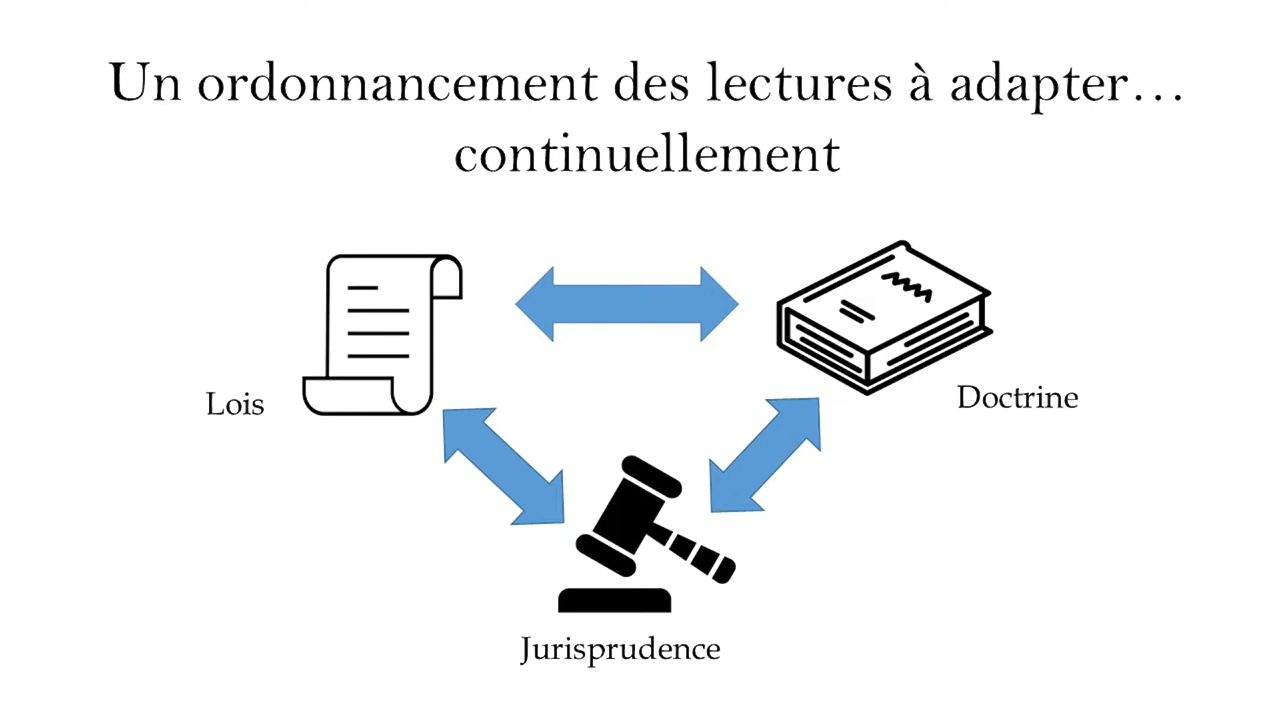 Un ordonnancement des lectures à adapter…
continuellement
Lois
Doctrine
Jurisprudence